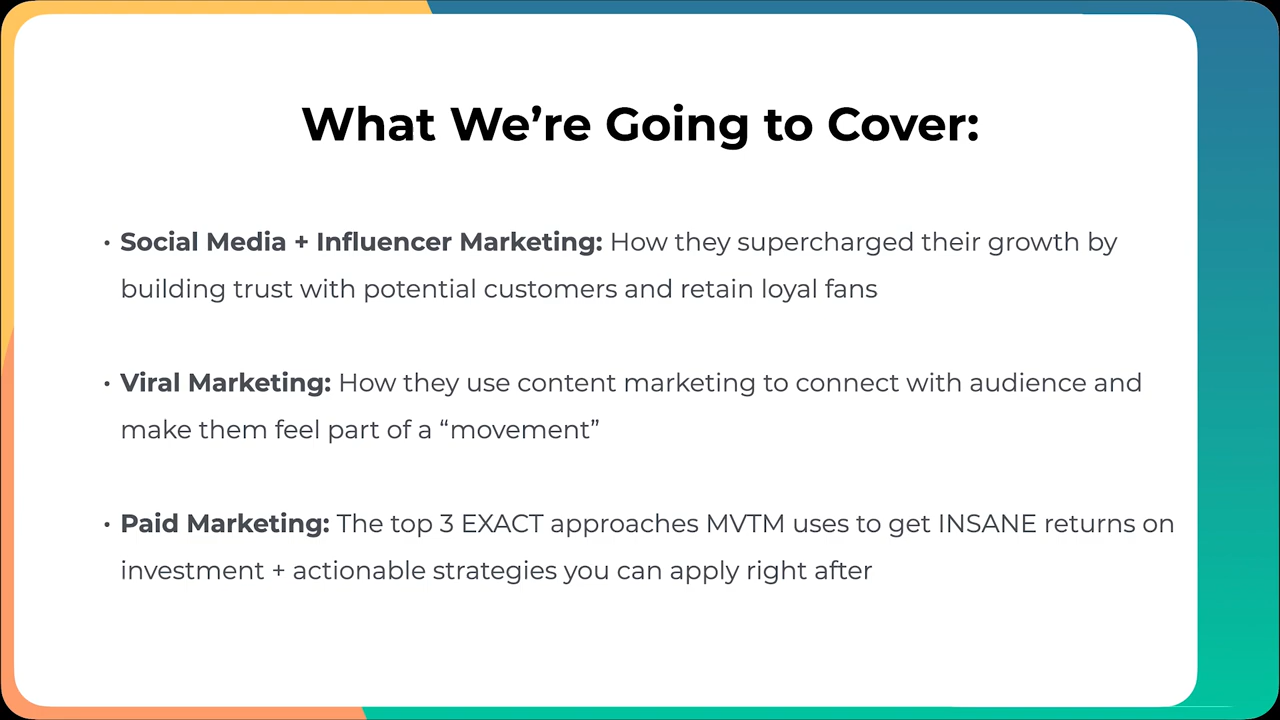 What We’re Going to Cover:
• Social Media + Influencer Marketing: How they supercharged their growth by
building trust with potential customers and retain loyal fans
• Viral Marketing: How they use content marketing to connect with audience and
make them feel part of a “movement”
• Paid Marketing: The top 3 EXACT approaches MVTM uses to get INSANE returns on
investment + actionable strategies you can apply right after